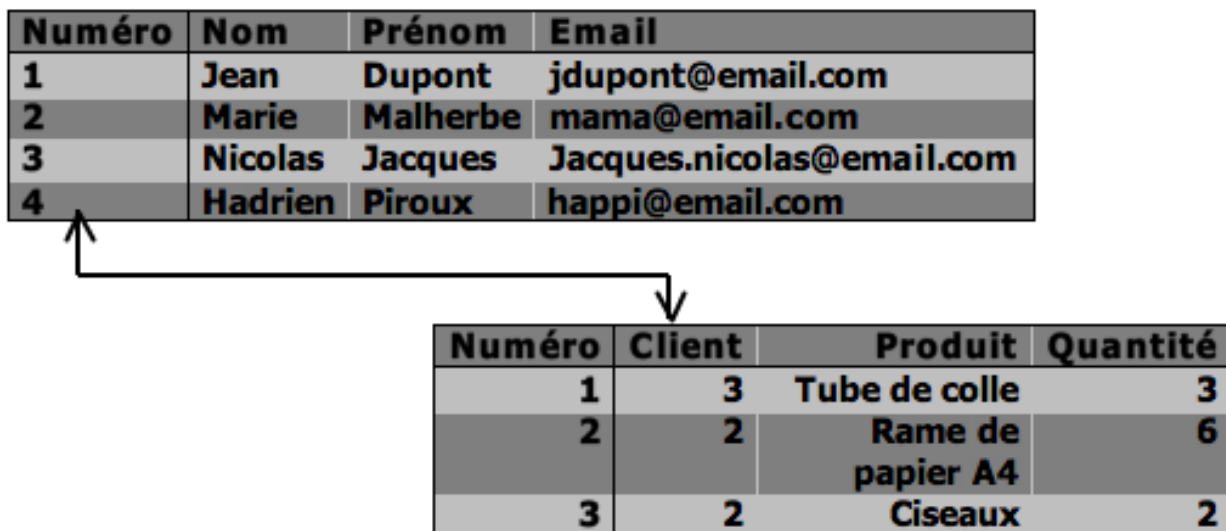 Numéro Nom Prénom Email
1 Jean Dupont jdupont@email.com
2 Marie Malherbe mama@email.com
3 Nicolas Jacques Jacques.nicolas@email.com
4 Hadrien Piroux happi@email.com
Numéro Client Produit Quantité
1 3 Tube de colle 3
2 2 Rame de 6
papier A4
3 2 Ciseaux 2